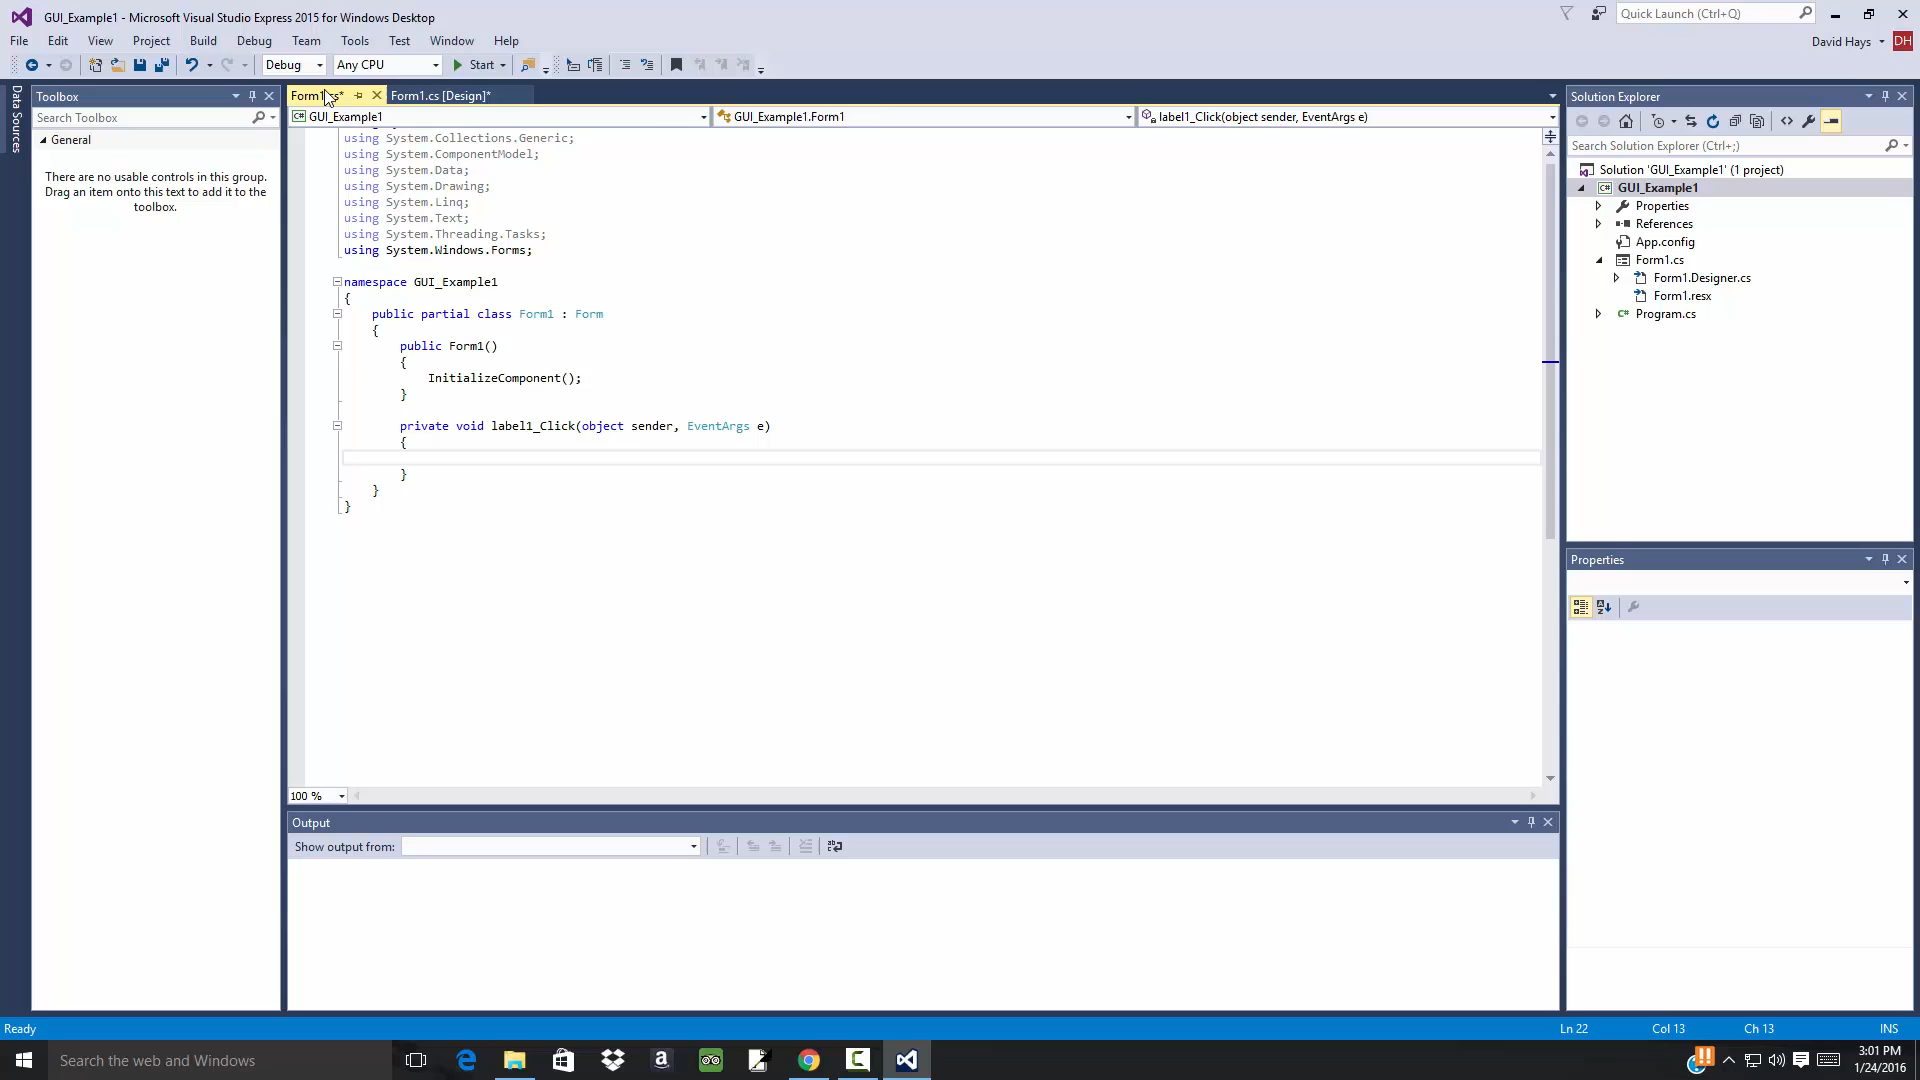 GUI_Example1 - Microsoft Visual Studio Express 2015 for Windows Desktop
Quick Launch (Ctrl+Q)
File Edit View Project Build Debug Team Tools Test Window Help
David Hays DH
Debug Any CPU Start
Data Sources
Toolbox
Search Toolbox
General
There are no usable controls in this group.
Drag an item onto this text to add it to the
toolbox.
Form1.cs* Form1.cs [Design]*
GUI_Example1 GUI_Example1.Form1 label1_Click(object sender, EventArgs e)
using System.Collections.Generic;
using System.ComponentModel;
using System.Data;
using System.Drawing;
using System.Linq;
using System.Text;
using System.Threading.Tasks;
using System.Windows.Forms;
namespace GUI_Example1
{
public partial class Form1 : Form
{
public Form1()
{
InitializeComponent();
}
private void label1_Click(object sender, EventArgs e)
{
}
}
}
100 %
Output
Show output from:
Solution Explorer
Search Solution Explorer (Ctrl+;)
Solution 'GUI_Example1' (1 project)
GUI_Example1
Properties
References
App.config
Form1.cs
Form1.Designer.cs
Form1.resx
Program.cs
Properties
Ready Ln 22 Col 13 Ch 13 INS
Search the web and Windows
3:01 PM
1/24/2016